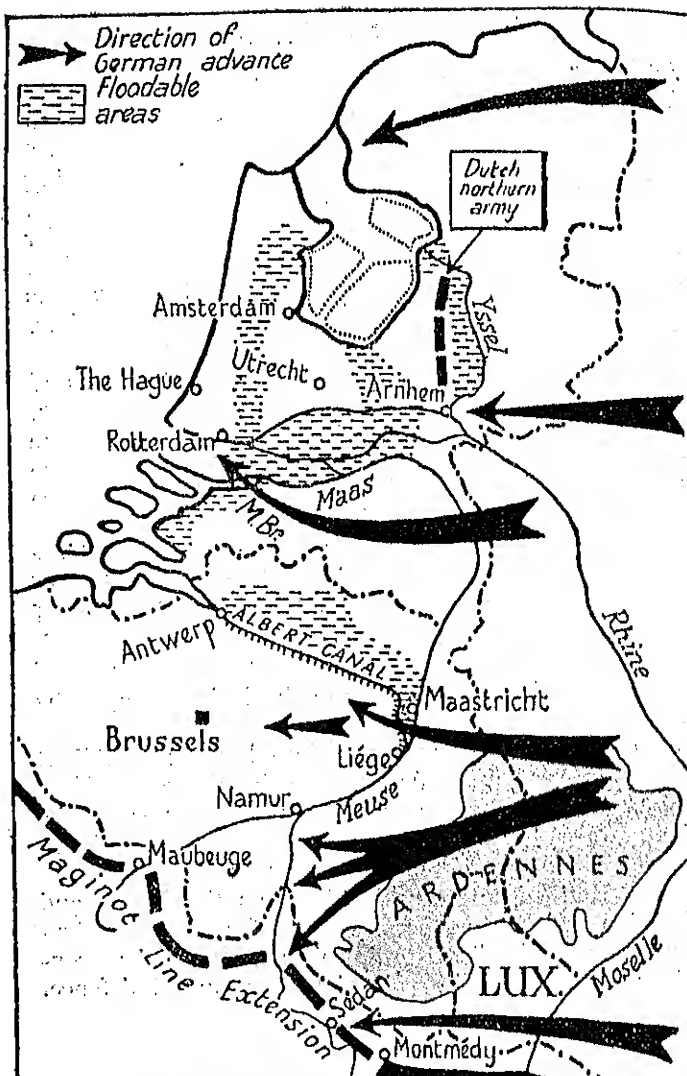 Direction of
German advance
Floodable
areas
Dutch
northern
army
Yssel
Amsterdam
Utrecht
The Hague
Arnhem
Rotterdam
Maas
M.Br.
Rhine
Antwerp
ALBERT CANAL
Maastricht
Brussels
Liége
Namur
Meuse
Maubeuge
ARDENNES
Maginot
Line
Extension
LUX.
Moselle
Sédan
Montmédy